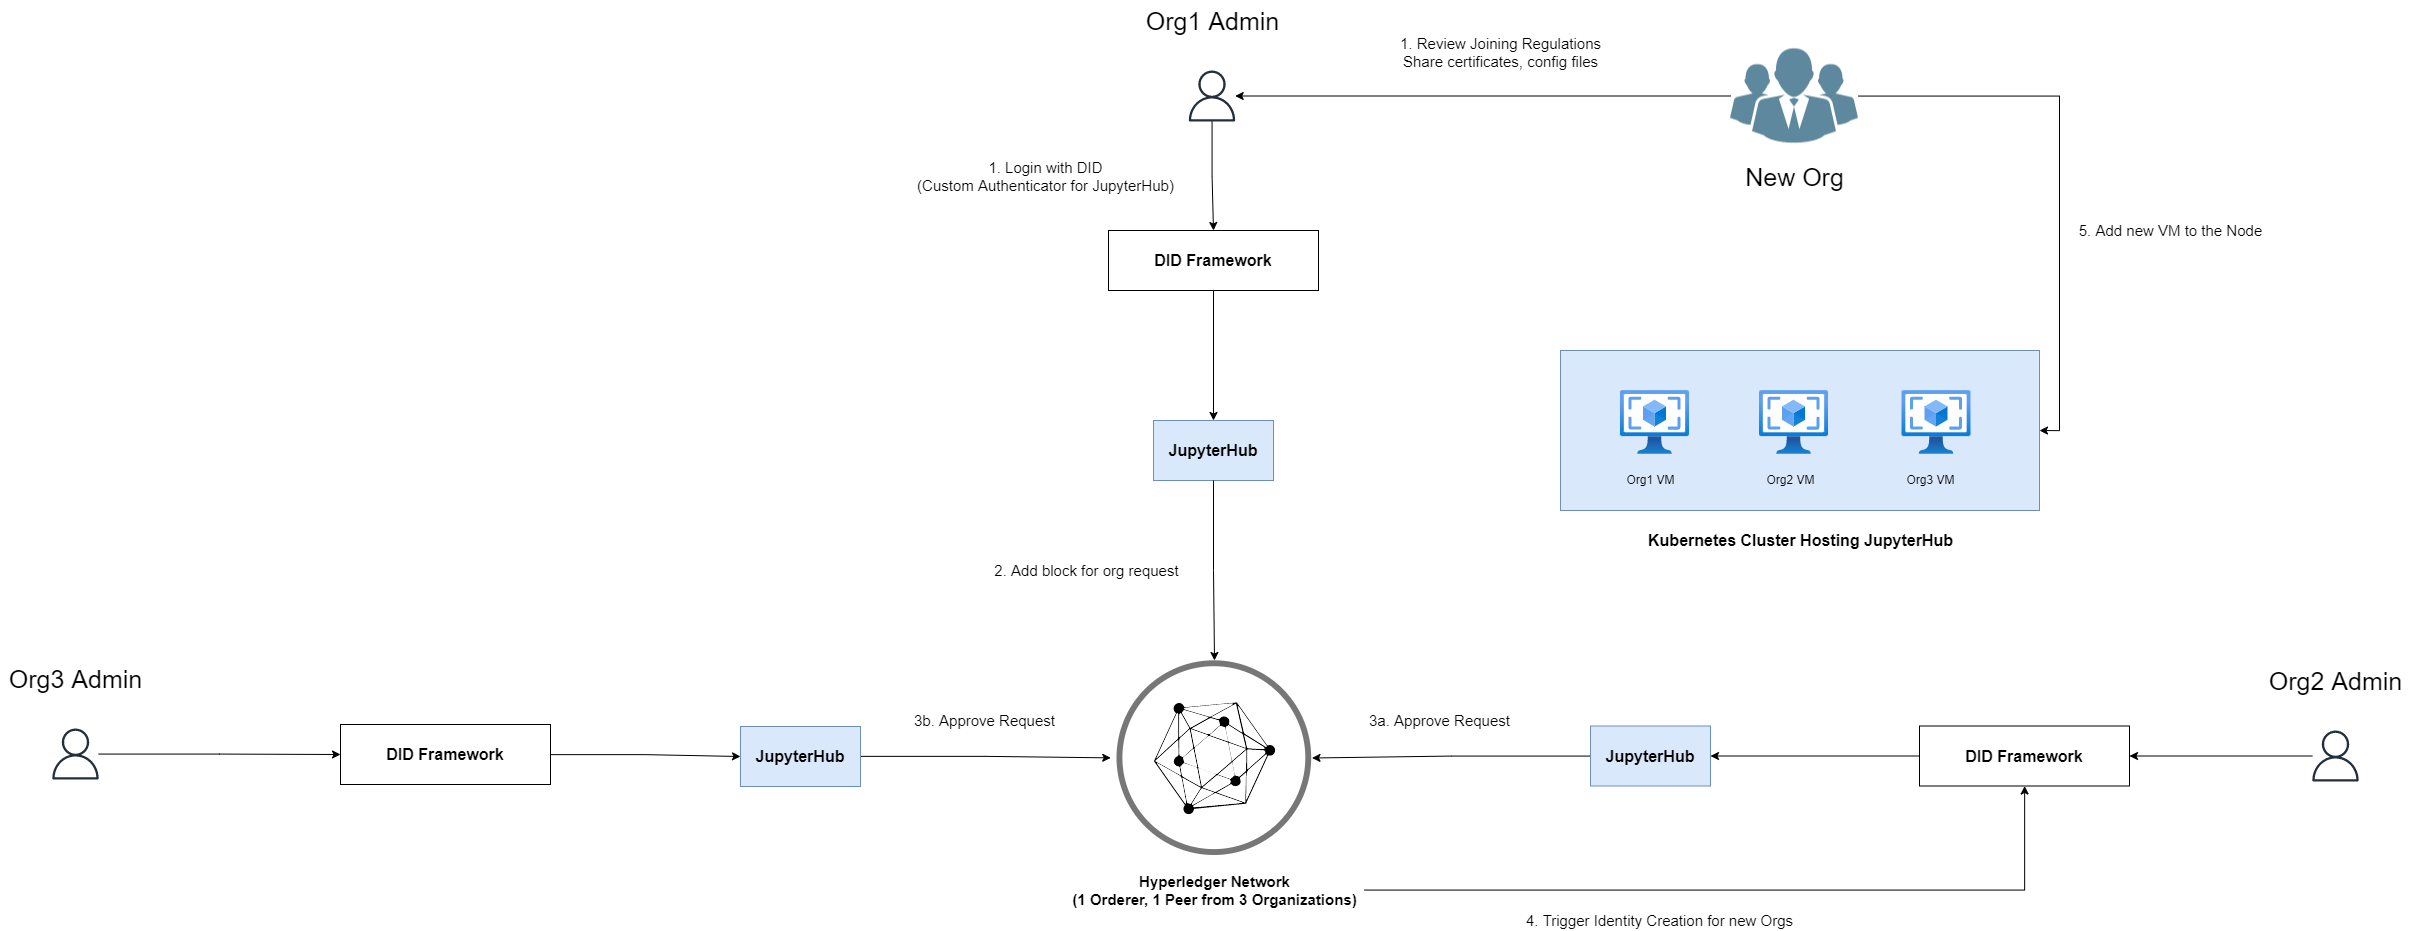 Org1 Admin
1. Review Joining Regulations
Share certificates, config files
1. Login with DID
(Custom Authenticator for JupyterHub)
New Org
5. Add new VM to the Node
DID Framework
JupyterHub
Org1 VM
Org2 VM
Org3 VM
Kubernetes Cluster Hosting JupyterHub
2. Add block for org request
Org3 Admin
Org2 Admin
DID Framework
JupyterHub
3b. Approve Request
3a. Approve Request
JupyterHub
DID Framework
Hyperledger Network
(1 Orderer, 1 Peer from 3 Organizations)
4. Trigger Identity Creation for new Orgs